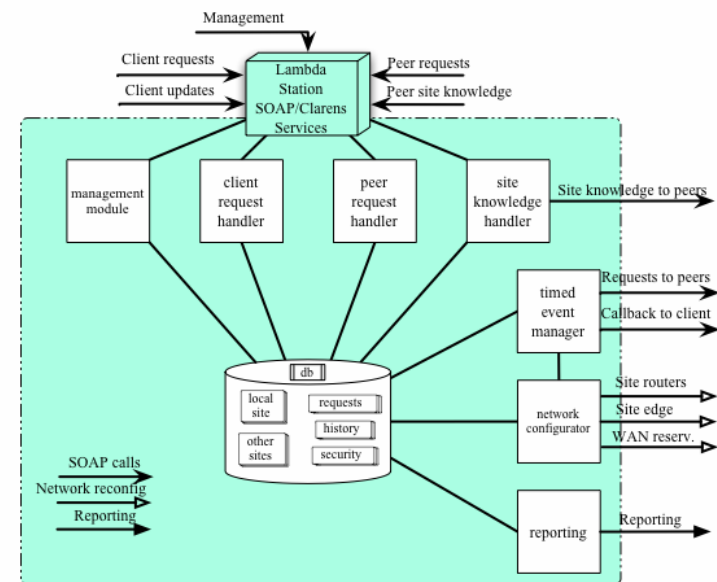 Management
Client requests
Client updates
Lambda
Station
SOAP/Clarens
Services
Peer requests
Peer site knowledge
management
module
client
request
handler
peer
request
handler
site
knowledge
handler
Site knowledge to peers
timed
event
manager
Requests to peers
Callback to client
db
local
site
other
sites
requests
history
security
network
configurator
Site routers
Site edge
WAN reserv.
SOAP calls
Network reconfig
Reporting
reporting
Reporting